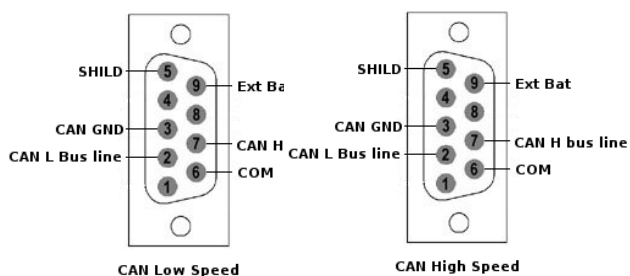 SHILD 5 9 Ext Ba
4 8
CAN GND 3 7 CAN H
CAN L Bus line 2 6 COM
1
CAN Low Speed
SHILD 5 9 Ext Bat
4 8
CAN GND 3 7 CAN H bus line
CAN L Bus line 2 6 COM
1
CAN High Speed